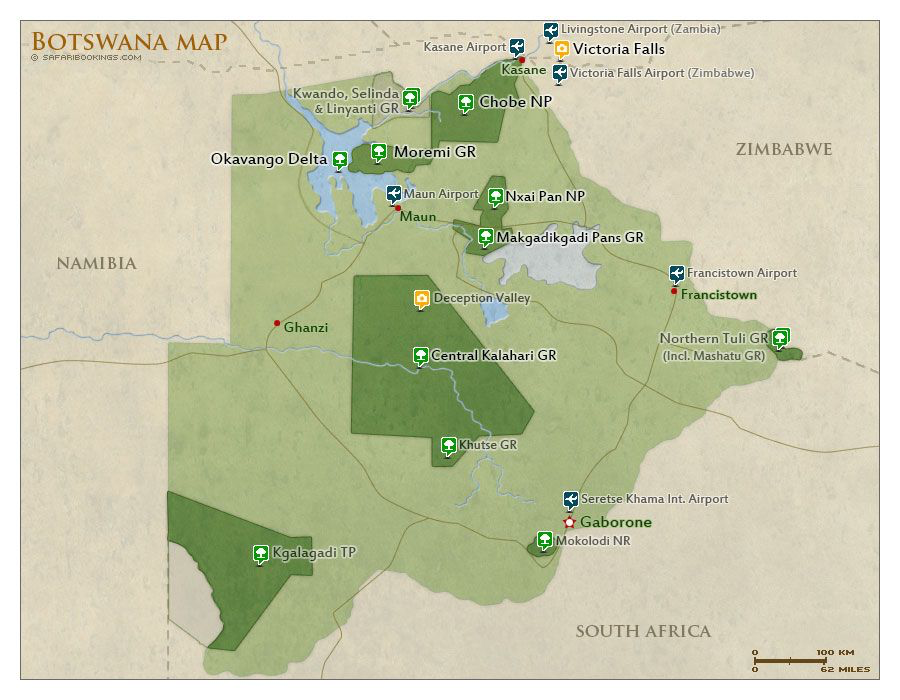 BOTSWANA MAP
© SAFARIBOOKINGS.COM
Livingstone Airport (Zambia)
Kasane Airport
Victoria Falls
Kasane
Victoria Falls Airport (Zimbabwe)
Kwando, Selinda
& Linyanti GR
Chobe NP
ZIMBABWE
Okavango Delta
Moremi GR
Maun Airport
Nxai Pan NP
Maun
Makgadikgadi Pans GR
NAMIBIA
Francistown Airport
Francistown
Deception Valley
Ghanzi
Northern Tuli GR
(Incl. Mashatu GR)
Central Kalahari GR
Khutse GR
Seretse Khama Int. Airport
Gaborone
Mokolodi NR
Kgalagadi TP
SOUTH AFRICA
0 100 KM
0 62 MILES